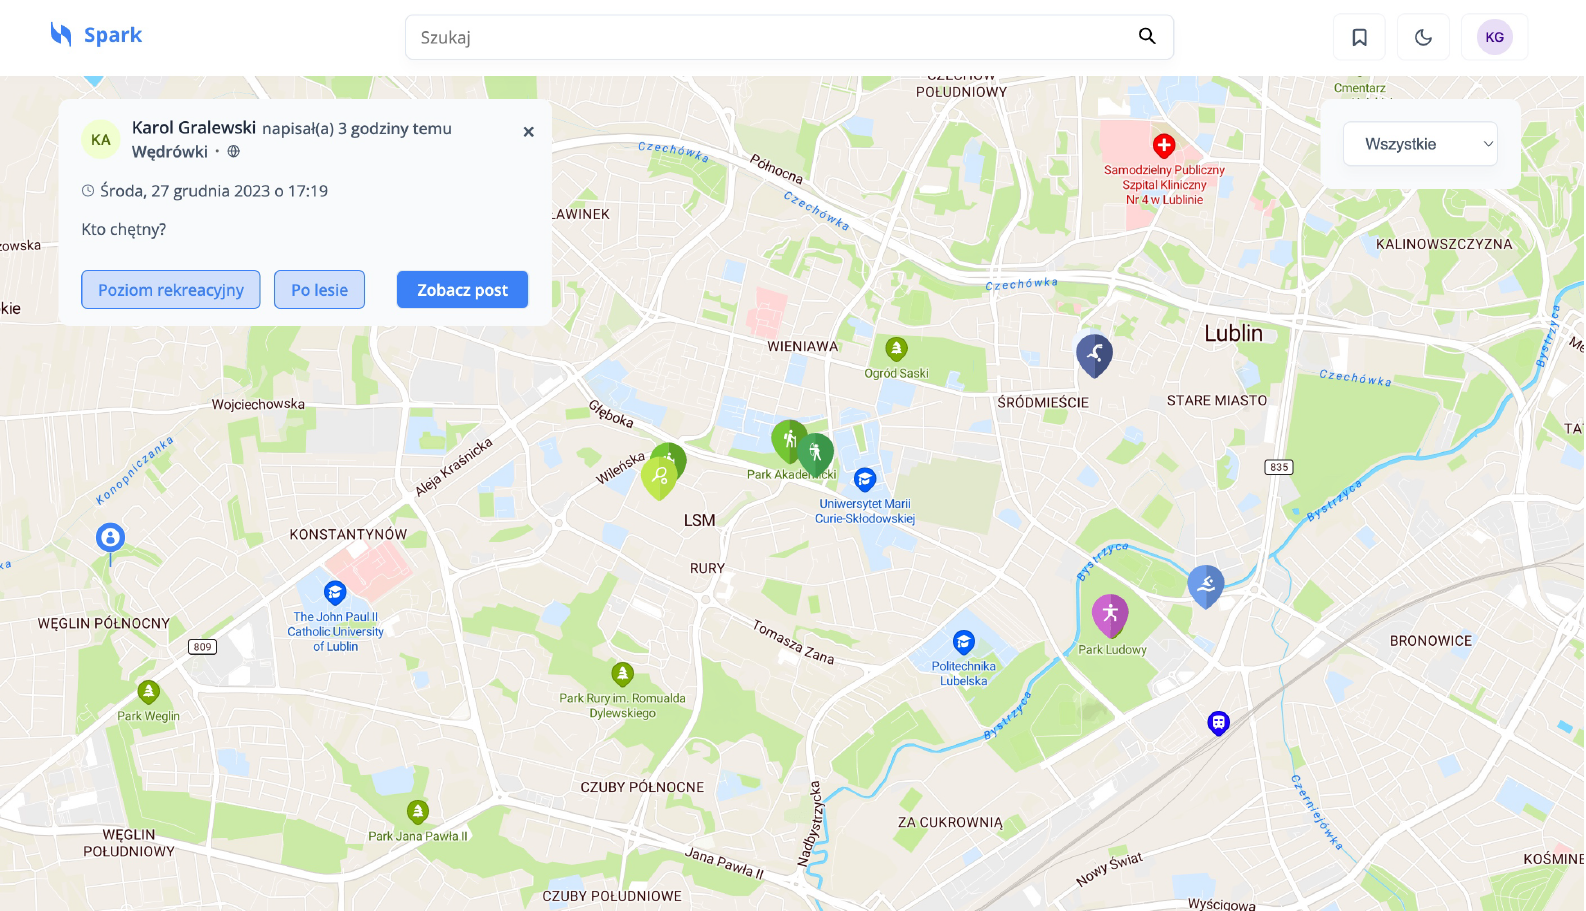 Spark
Szukaj
KG
KA
Karol Gralewski napisał(a) 3 godziny temu
Wędrówki ·
Środa, 27 grudnia 2023 o 17:19
Kto chętny?
Poziom rekreacyjny
Po lesie
Zobacz post
Wszystkie
CZECHÓW
POŁUDNIOWY
Cmentarz
Czechówka
Północna
Samodzielny Publiczny
Szpital Kliniczny
Nr 4 w Lublinie
Czechówka
ŁAWINEK
zowska
KALINOWSZCZYZNA
Czechówka
kie
Bystrzyca
Lublin
WIENIAWA
Ogród Saski
Czechówka
Wojciechowska
Głęboka
ŚRÓDMIEŚCIE
STARE MIASTO
TAT
Konopniczanka
Aleja Kraśnicka
Wileńska
Park Akademicki
835
Uniwersytet Marii
Curie-Skłodowskiej
Bystrzyca
LSM
KONSTANTYNÓW
RURY
Bystrzyca
The John Paul II
Catholic University
of Lublin
WĘGLIN PÓŁNOCNY
809
Tomasza Zana
Park Ludowy
BRONOWICE
Politechnika
Lubelska
Park Rury im. Romualda
Dylewskiego
Park Weglin
Bystrzyca
CZUBY PÓŁNOCNE
Czerniejówka
Nadbystrzycka
ZA CUKROWNIĄ
Park Jana Pawła II
WĘGLIN
POŁUDNIOWY
Jana Pawła II
Nowy Świat
KOŚMINE
CZUBY POŁUDNIOWE
Wyścigowa